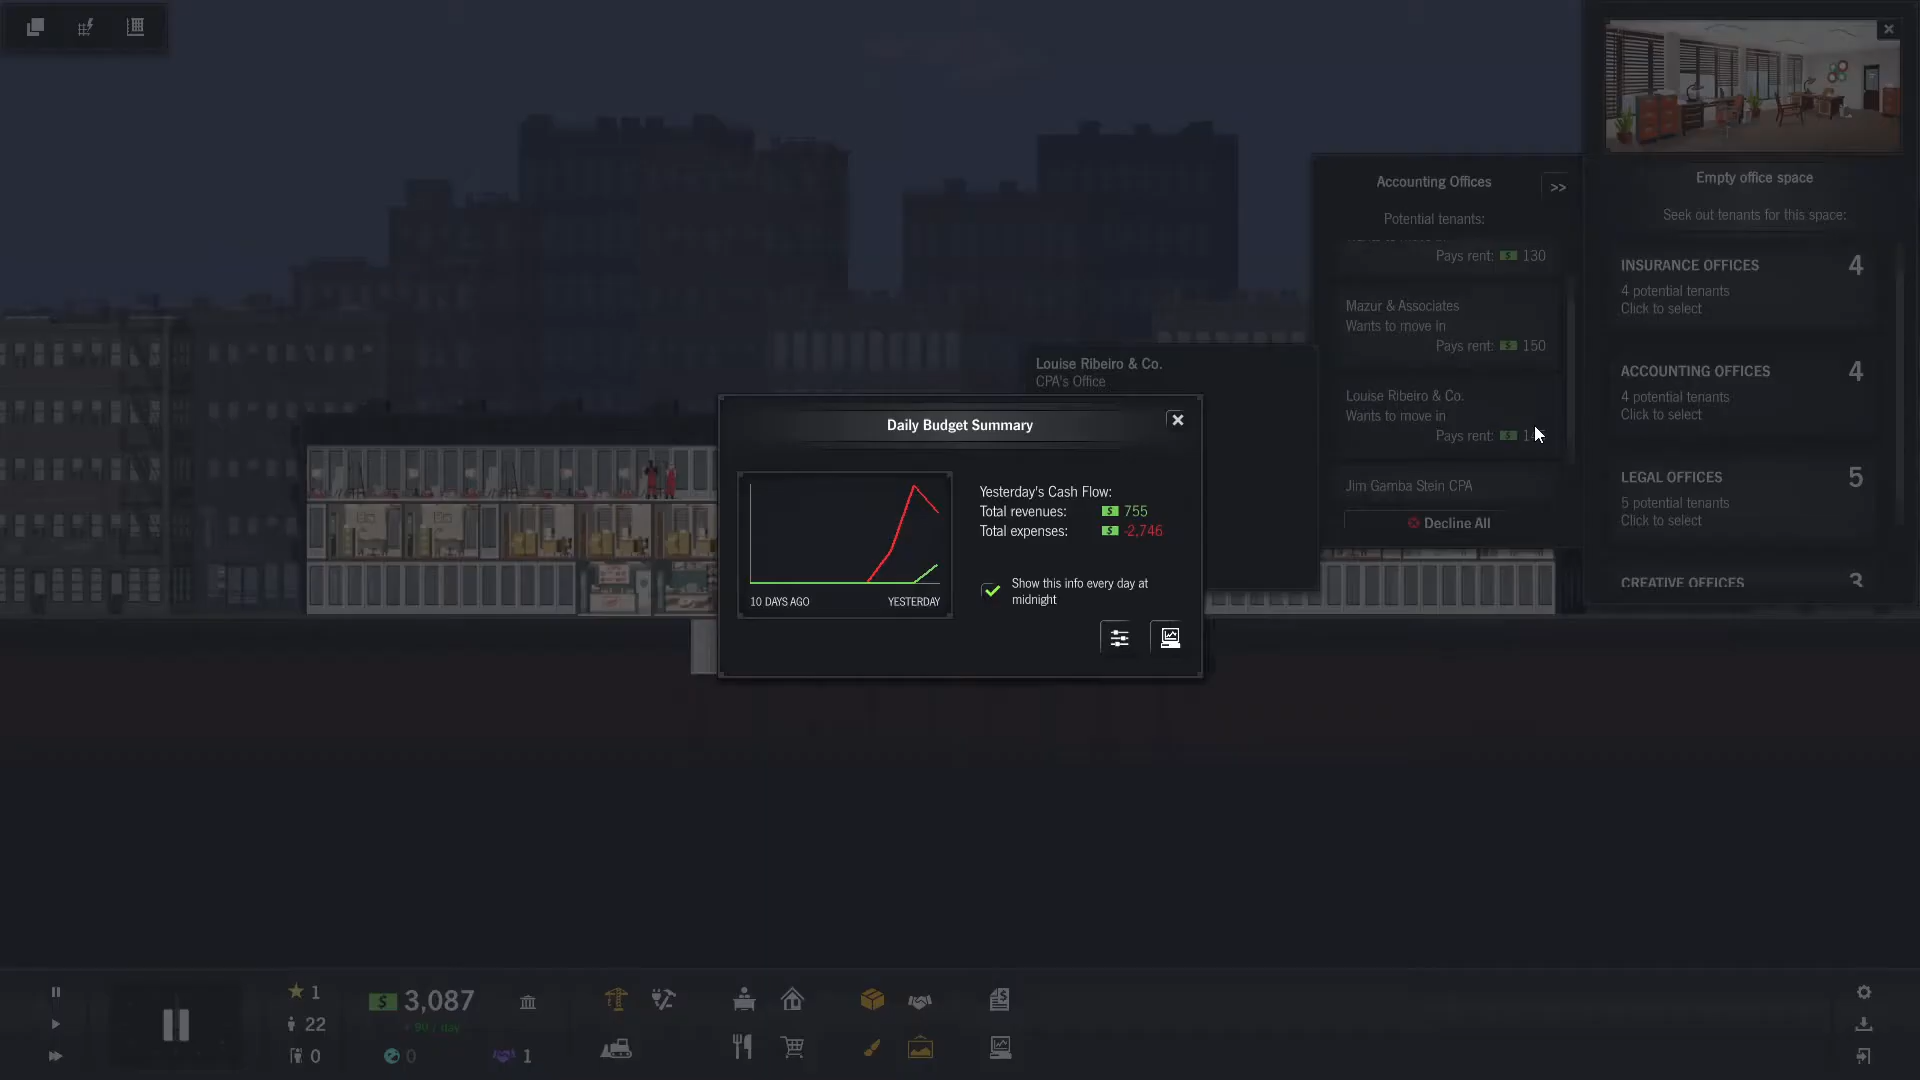 Accounting Offices
>>
Potential tenants:
Pays rent: 130
Mazur & Associates
Wants to move in
Pays rent: 150
Louise Ribeiro & Co.
Wants to move in
Pays rent:
Jim Gamba Stein CPA
Decline All
Empty office space
Seek out tenants for this space:
INSURANCE OFFICES 4
4 potential tenants
Click to select
ACCOUNTING OFFICES 4
4 potential tenants
Click to select
LEGAL OFFICES 5
5 potential tenants
Click to select
CREATIVE OFFICES 3
Louise Ribeiro & Co.
CPA's Office
Daily Budget Summary
10 DAYS AGO YESTERDAY
Yesterday's Cash Flow:
Total revenues: 755
Total expenses: -2,746
Show this info every day at
midnight
1
22
0
$ 3,087
+ 90 / day
0
1